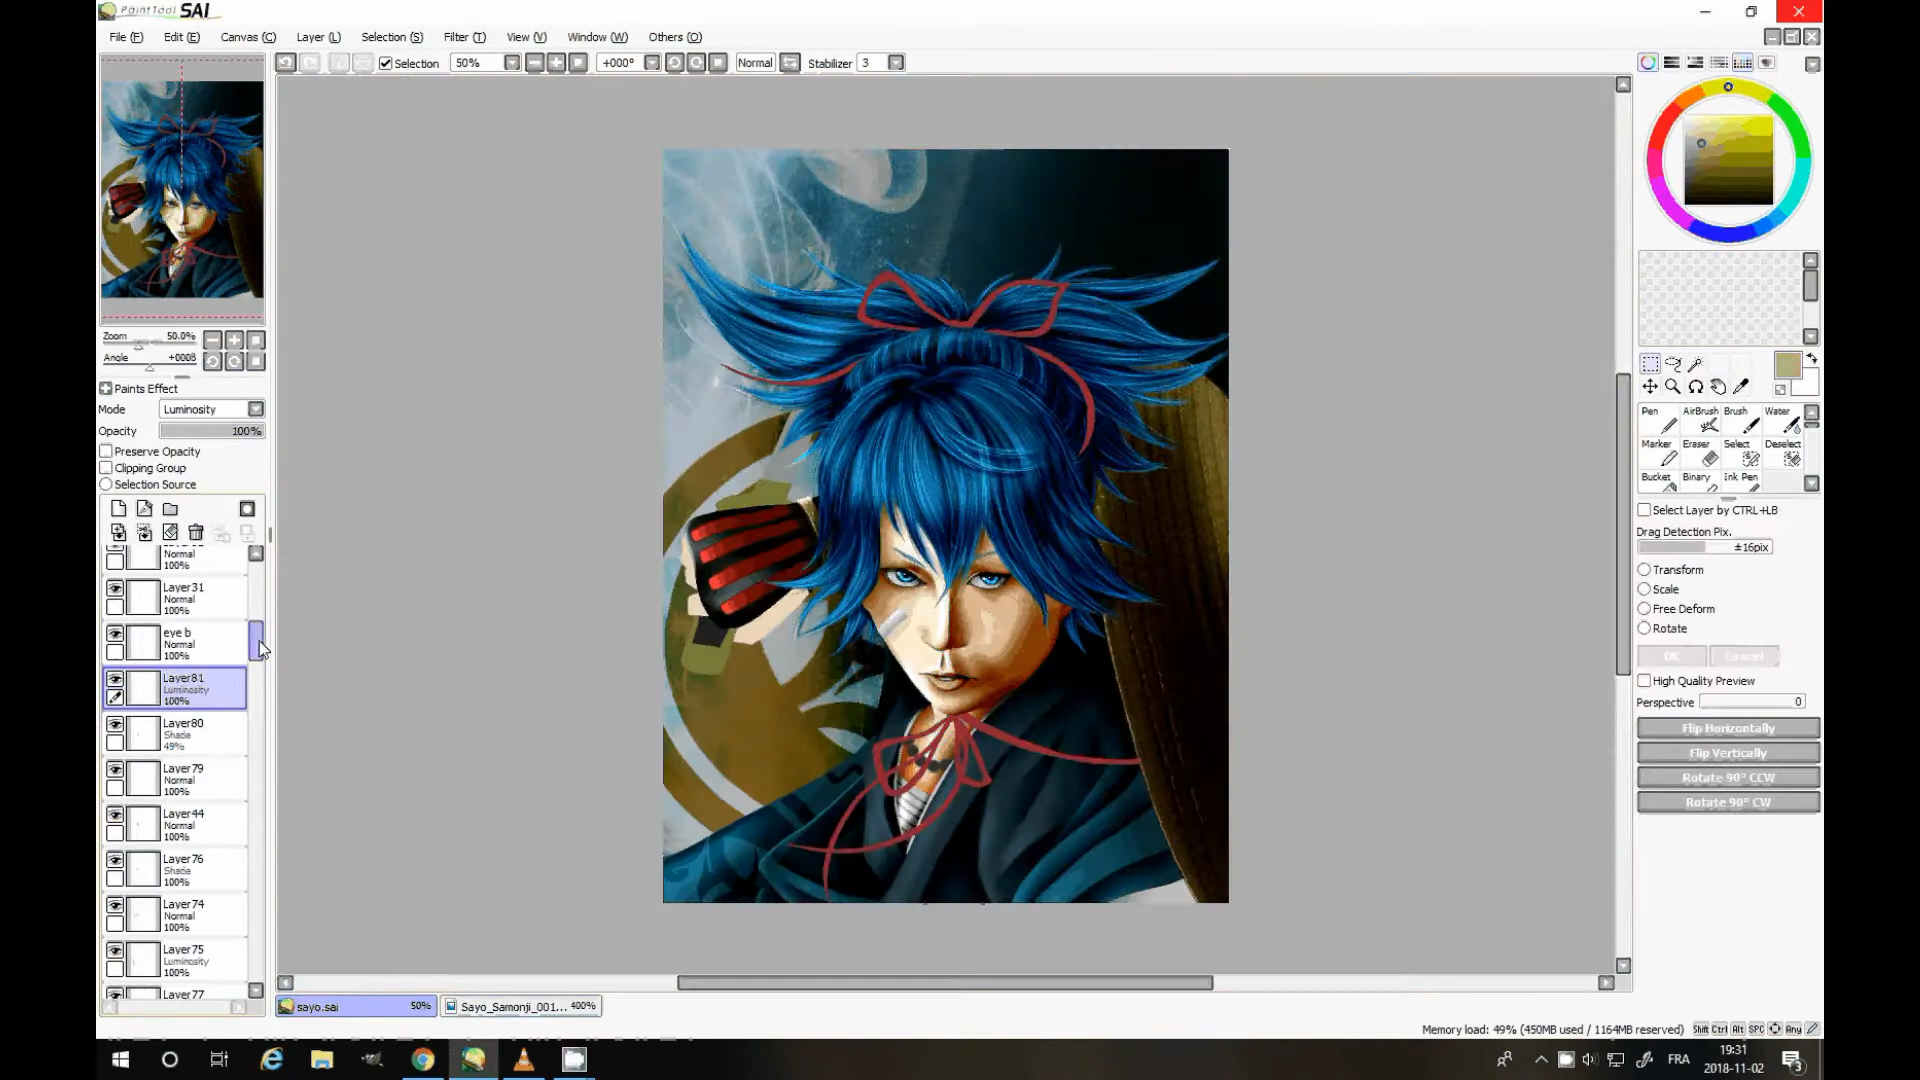 PaintTool SAI
File (F) Edit (E) Canvas (C) Layer (L) Selection (S) Filter (T) View (V) Window (W) Others (O)
Selection 50% +000° Normal Stabilizer 3
Zoom 50.0%
Angle +0008
Paints Effect
Mode Luminosity
Opacity 100%
Preserve Opacity
Clipping Group
Selection Source
Normal
100%
Layer31
Normal
100%
eye b
Normal
100%
Layer81
Luminosity
100%
Layer80
Shade
49%
Layer79
Normal
100%
Layer44
Normal
100%
Layer76
Shade
100%
Layer74
Normal
100%
Layer75
Luminosity
100%
Layer77
Pen AirBrush Brush Water
Marker Eraser Select Deselect
Bucket Binary Ink Pen
Select Layer by CTRL+LB
Drag Detection Pix.
±16pix
Transform
Scale
Free Deform
Rotate
OK Cancel
High Quality Preview
Perspective 0
Flip Horizontally
Flip Vertically
Rotate 90° CCW
Rotate 90° CW
sayo.sai 50% Sayo_Samonji_001... 400%
Memory load: 49% (450MB used / 1164MB reserved) Shift Ctrl Alt SPC Any
FRA
19:31
2018-11-02
3